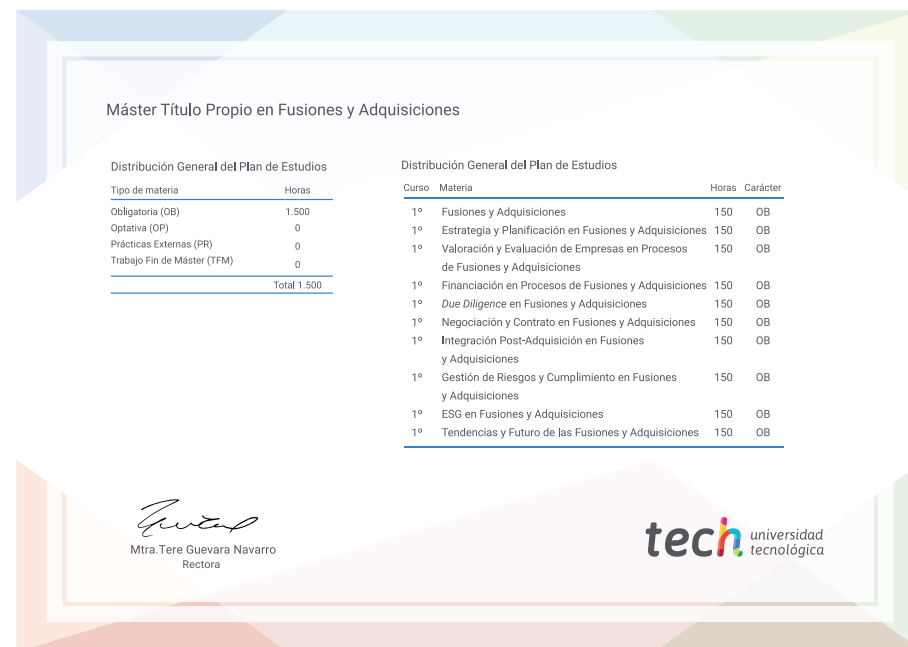 Máster Título Propio en Fusiones y Adquisiciones
Distribución General del Plan de Estudios
Tipo de materia Horas
Obligatoria (OB) 1.500
Optativa (OP) 0
Prácticas Externas (PR) 0
Trabajo Fin de Máster (TFM) 0
Total 1.500
Distribución General del Plan de Estudios
Curso Materia Horas Carácter
1º Fusiones y Adquisiciones 150 OB
1º Estrategia y Planificación en Fusiones y Adquisiciones 150 OB
1º Valoración y Evaluación de Empresas en Procesos 150 OB
de Fusiones y Adquisiciones
1º Financiación en Procesos de Fusiones y Adquisiciones 150 OB
1º Due Diligence en Fusiones y Adquisiciones 150 OB
1º Negociación y Contrato en Fusiones y Adquisiciones 150 OB
1º Integración Post-Adquisición en Fusiones 150 OB
y Adquisiciones
1º Gestión de Riesgos y Cumplimiento en Fusiones 150 OB
y Adquisiciones
1º ESG en Fusiones y Adquisiciones 150 OB
1º Tendencias y Futuro de las Fusiones y Adquisiciones 150 OB
Mtra.Tere Guevara Navarro
Rectora
tech universidad
tecnológica